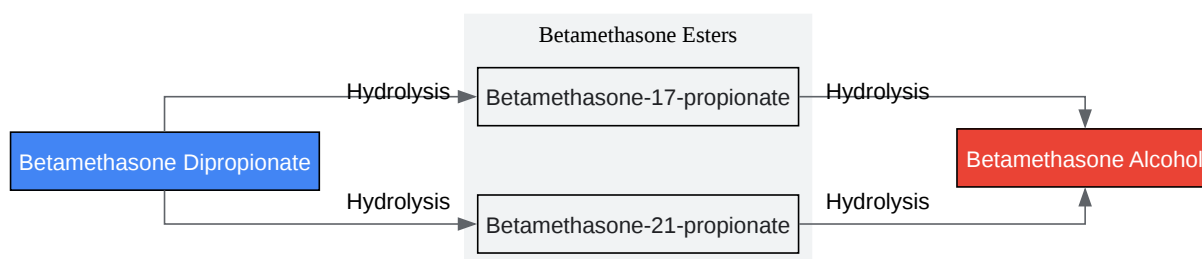 Betamethasone Esters
Hydrolysis
Betamethasone-17-propionate
Hydrolysis
Betamethasone Dipropionate
Betamethasone Alcohol
Hydrolysis
Betamethasone-21-propionate
Hydrolysis